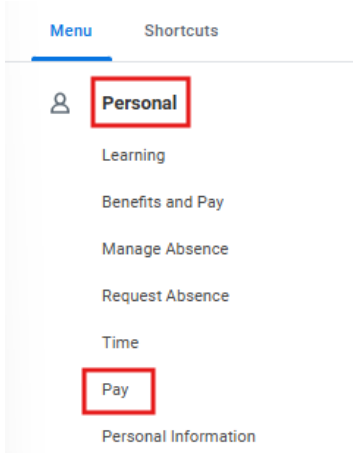 Menu Shortcuts
Personal
Learning
Benefits and Pay
Manage Absence
Request Absence
Time
Pay
Personal Information